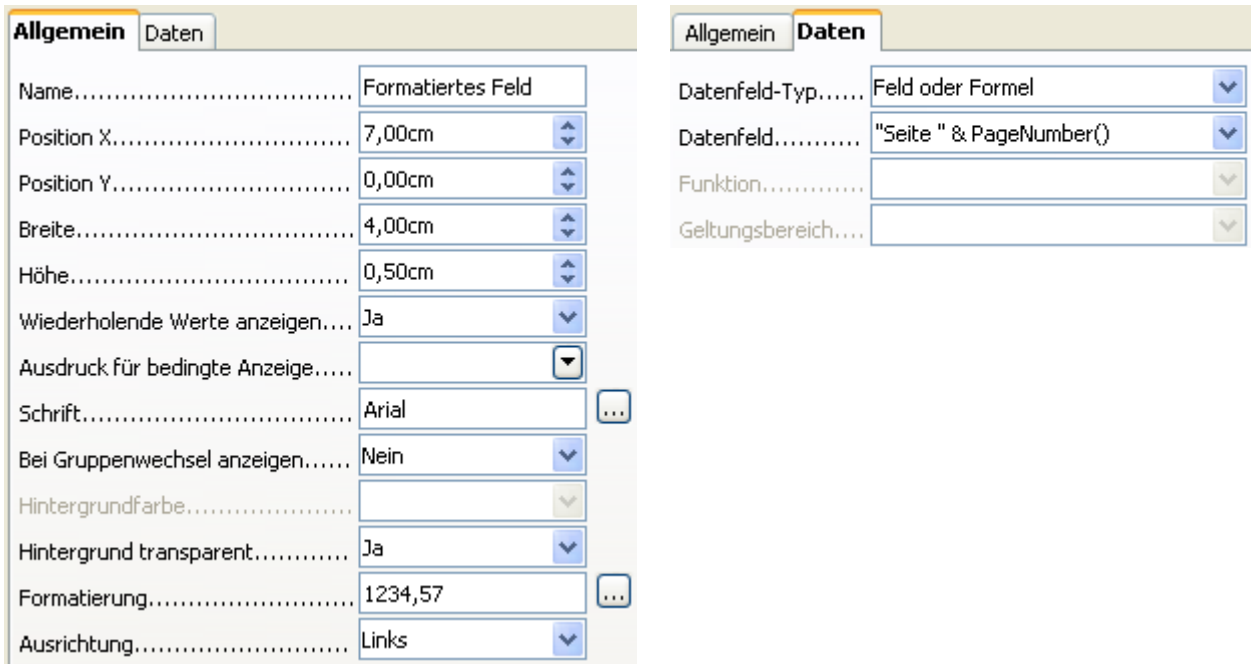 Allgemein Daten
Name.................................. Formatiertes Feld
Position X............................. 7,00cm
Position Y............................. 0,00cm
Breite.................................. 4,00cm
Höhe.................................. 0,50cm
Wiederholende Werte anzeigen.... Ja
Ausdruck für bedingte Anzeige.....
Schrift................................. Arial ...
Bei Gruppenwechsel anzeigen...... Nein
Hintergrundfarbe.....................
Hintergrund transparent............ Ja
Formatierung......................... 1234,57 ...
Ausrichtung.......................... Links
Allgemein Daten
Datenfeld-Typ...... Feld oder Formel
Datenfeld........... "Seite " & PageNumber()
Funktion.............
Geltungsbereich....